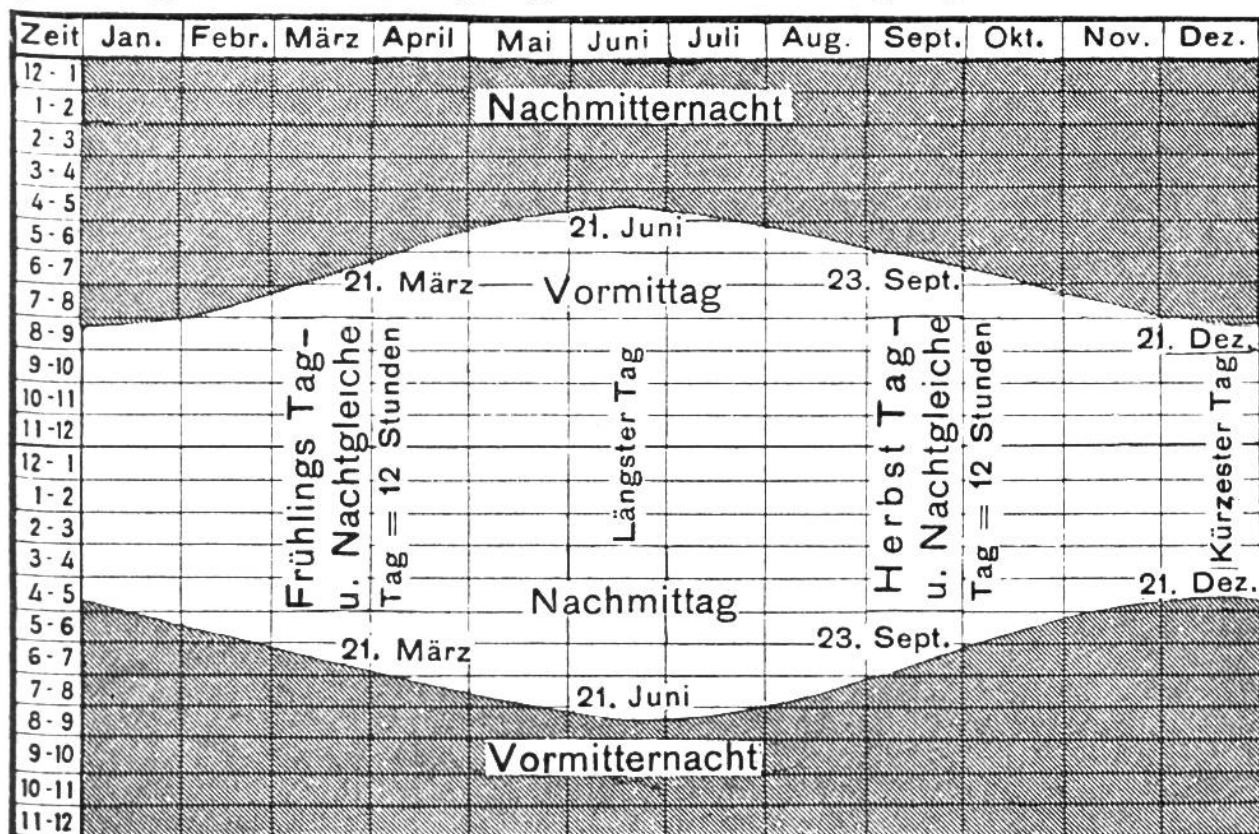 Zeit Jan. Febr. März April Mai Juni Juli Aug. Sept. Okt. Nov. Dez.
12 - 1
1 - 2
2 - 3
3 - 4
4 - 5
5 - 6
6 - 7
7 - 8
8 - 9
9 - 10
10 - 11
11 - 12
12 - 1
1 - 2
2 - 3
3 - 4
4 - 5
5 - 6
6 - 7
7 - 8
8 - 9
9 - 10
10 - 11
11 - 12
Nachmitternacht
21. Juni
21. März
Vormittag
23. Sept.
21. Dez.
Frühlings Tag-
u. Nachtgleiche
Tag = 12 Stunden
Längster Tag
Herbst Tag-
u. Nachtgleiche
Tag = 12 Stunden
Kürzester Tag
Nachmittag
21. Dez.
21. März
23. Sept.
21. Juni
Vormitternacht